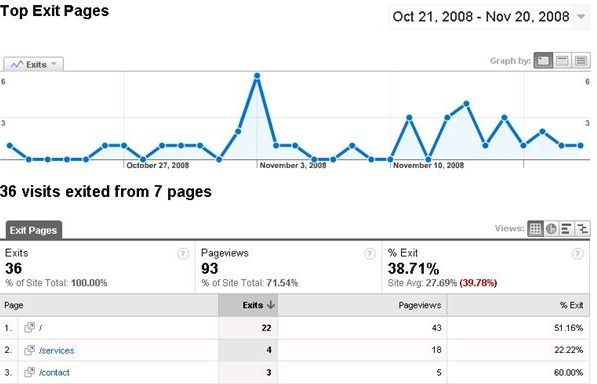 Top Exit Pages
Oct 21, 2008 - Nov 20, 2008
Exits
Graph by:
6 6
3 3
October 27, 2008 November 3, 2008 November 10, 2008
36 visits exited from 7 pages
Exit Pages
Views:
Exits ? Pageviews ? % Exit ?
36 93 38.71%
% of Site Total: 100.00% % of Site Total: 71.54% Site Avg: 27.69% (39.78%)
Page Exits Pageviews % Exit
1. / 22 43 51.16%
2. /services 4 18 22.22%
3. /contact 3 5 60.00%